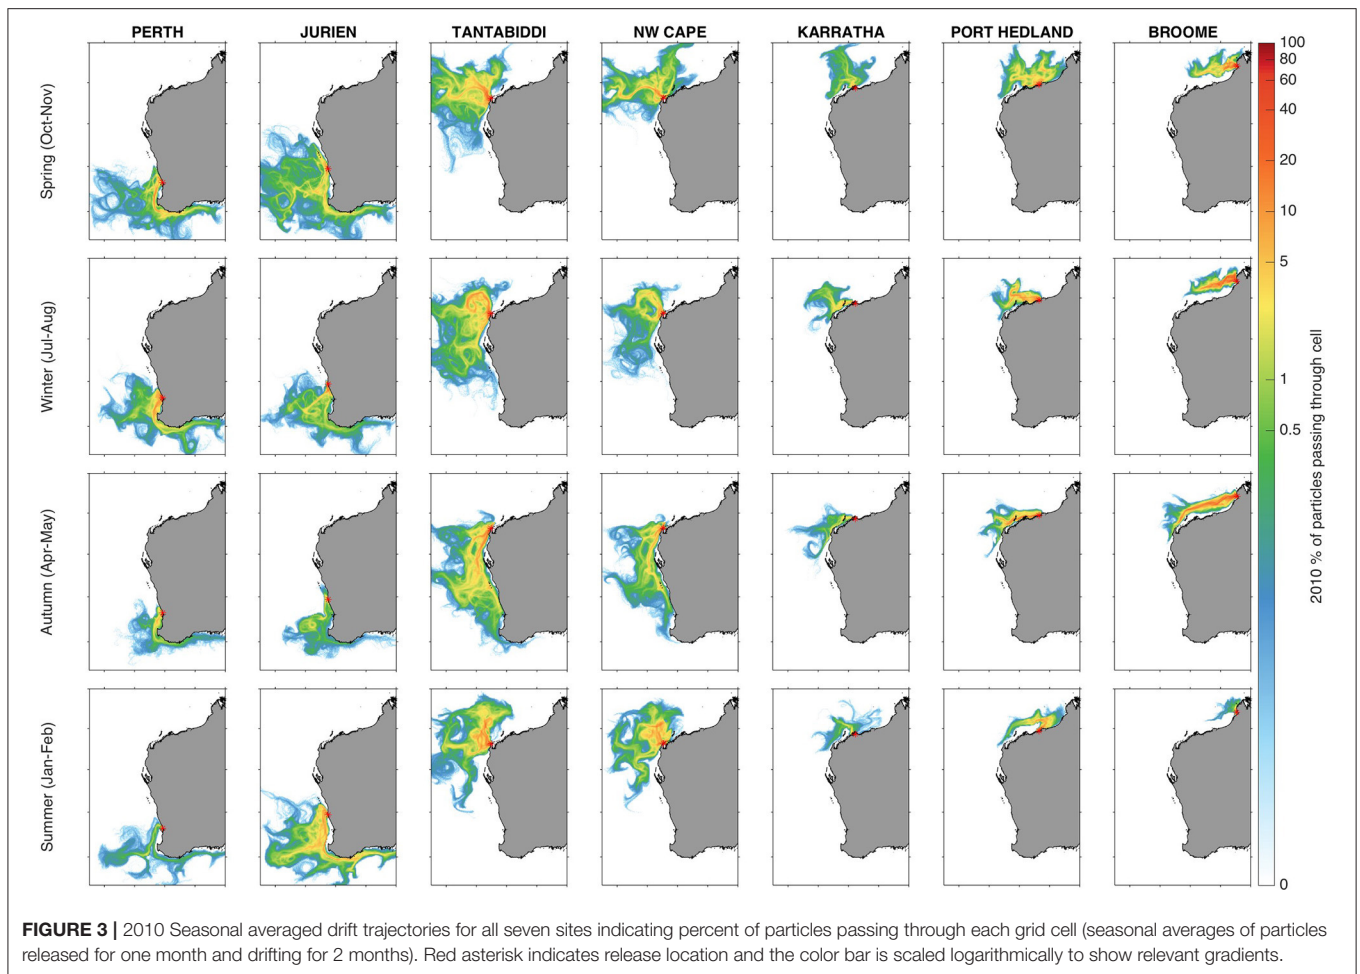 PERTH JURIEN TANTABIDDI NW CAPE KARRATHA PORT HEDLAND BROOME
Spring (Oct-Nov)
Winter (Jul-Aug)
Autumn (Apr-May)
Summer (Jan-Feb)
100
80
60
40
20
10
5
1
0.5
0
2010 % of particles passing through cell
FIGURE 3 | 2010 Seasonal averaged drift trajectories for all seven sites indicating percent of particles passing through each grid cell (seasonal averages of particles
released for one month and drifting for 2 months). Red asterisk indicates release location and the color bar is scaled logarithmically to show relevant gradients.